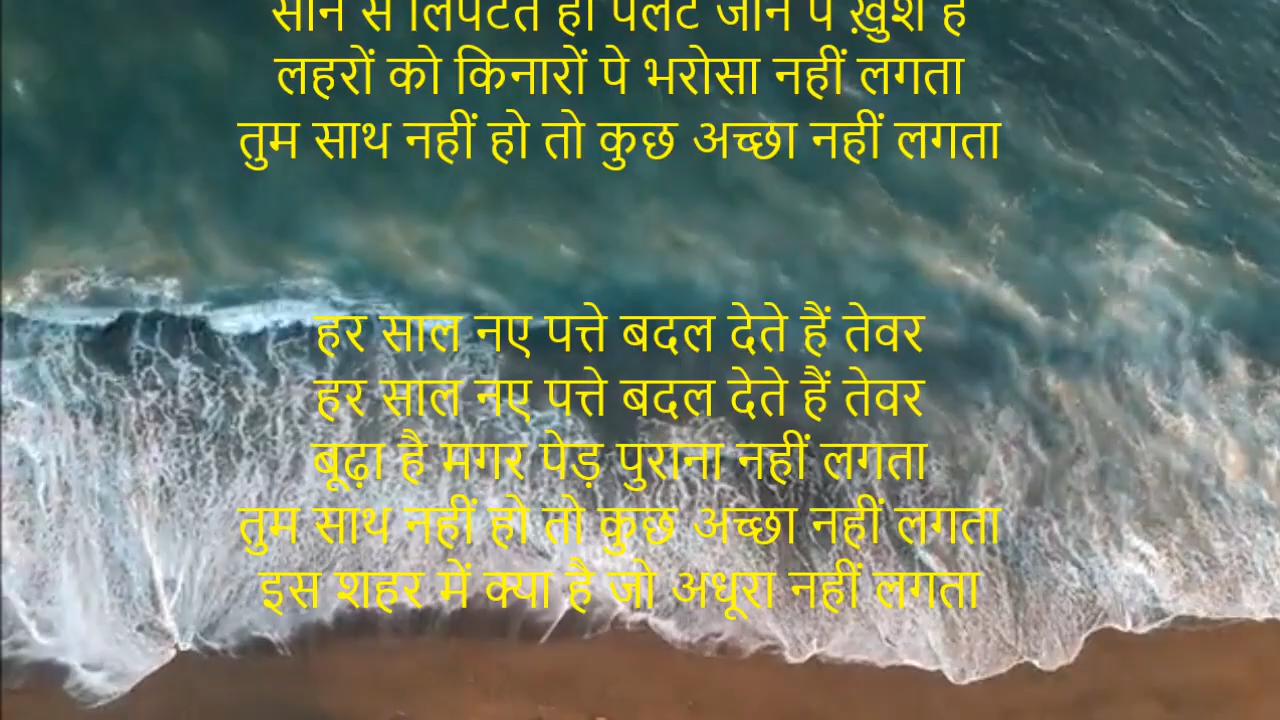 सीने से लिपटते ही पलट जाने पे ख़ुश
लहरों को किनारों पे भरोसा नहीं लगता
तुम साथ नहीं हो तो कुछ अच्छा नहीं लगता
हर साल नए पत्ते बदल देते हैं तेवर
हर साल नए पत्ते बदल देते हैं तेवर
बूढ़ा है मगर पेड़ पुराना नहीं लगता
तुम साथ नहीं हो तो कुछ अच्छा नहीं लगता
इस शहर में क्या है जो अधूरा नहीं लगता